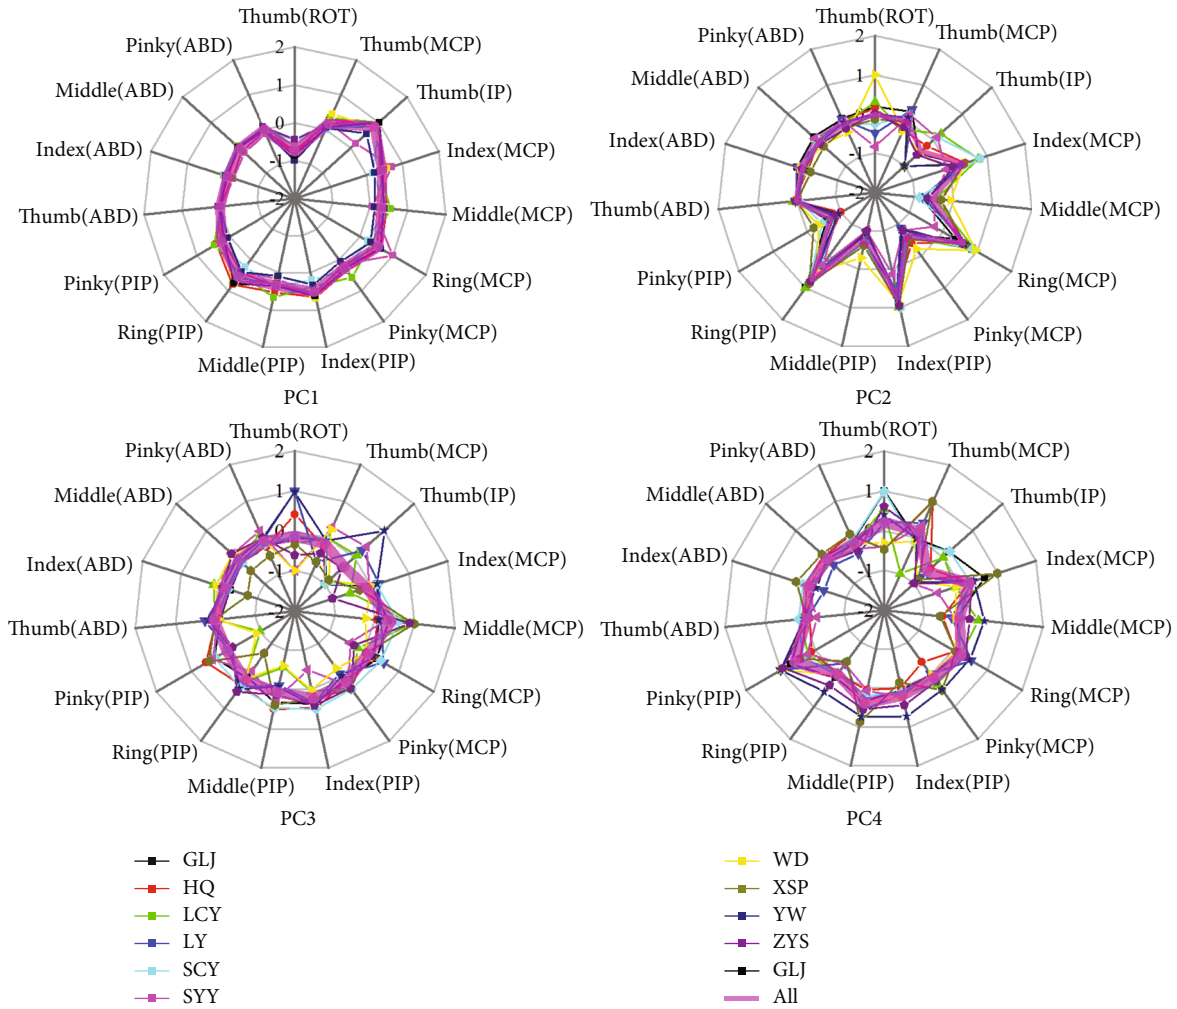 Thumb(ROT)
Pinky(ABD)
2
Thumb(MCP)
Middle(ABD)
1
Thumb(IP)
0
Index(ABD)
-1
Index(MCP)
-2
Thumb(ABD)
Middle(MCP)
Pinky(PIP)
Ring(MCP)
Ring(PIP)
Pinky(MCP)
Middle(PIP)
Index(PIP)
PC1
Thumb(ROT)
Pinky(ABD)
2
Thumb(MCP)
Middle(ABD)
1
Thumb(IP)
Index(ABD)
Index(MCP)
-1
-2
Thumb(ABD)
Middle(MCP)
Pinky(PIP)
Ring(MCP)
Ring(PIP)
Pinky(MCP)
Middle(PIP)
Index(PIP)
PC2
Thumb(ROT)
Pinky(ABD)
2
Thumb(MCP)
Middle(ABD)
1
Thumb(IP)
0
Index(ABD)
-1
Index(MCP)
-2
Thumb(ABD)
Middle(MCP)
Pinky(PIP)
Ring(MCP)
Ring(PIP)
Pinky(MCP)
Middle(PIP)
Index(PIP)
PC3
Thumb(ROT)
Pinky(ABD)
2
Thumb(MCP)
Middle(ABD)
1
Thumb(IP)
Index(ABD)
-1
Index(MCP)
-2
Thumb(ABD)
Middle(MCP)
Pinky(PIP)
Ring(MCP)
Ring(PIP)
Pinky(MCP)
Middle(PIP)
Index(PIP)
PC4
GLJ
HQ
LCY
LY
SCY
SYY
WD
XSP
YW
ZYS
GLJ
All